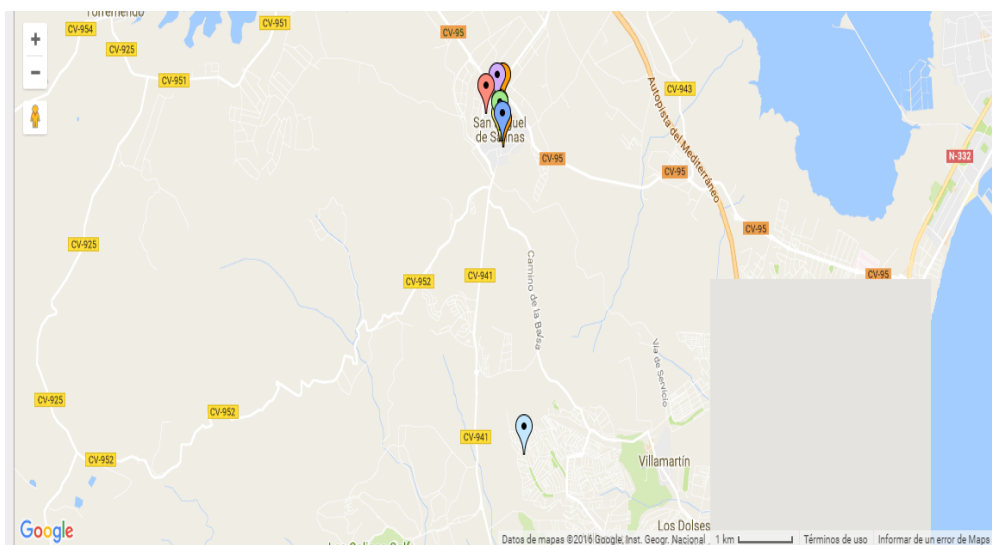 Torremendo
CV-951
CV-954
CV-95
CV-925
CV-951
CV-943
Autopista del Mediterráneo
San Miguel
de Salinas
N-332
CV-95
CV-95
CV-95
CV-925
CV-95
CV-952
CV-941
Camino de la Balsa
Vía de Servicio
CV-925
CV-952
CV-941
CV-952
Villamartín
Los Dolses
Google
Datos de mapas ©2016 Google, Inst. Geogr. Nacional
1 km
Términos de uso
Informar de un error de Maps